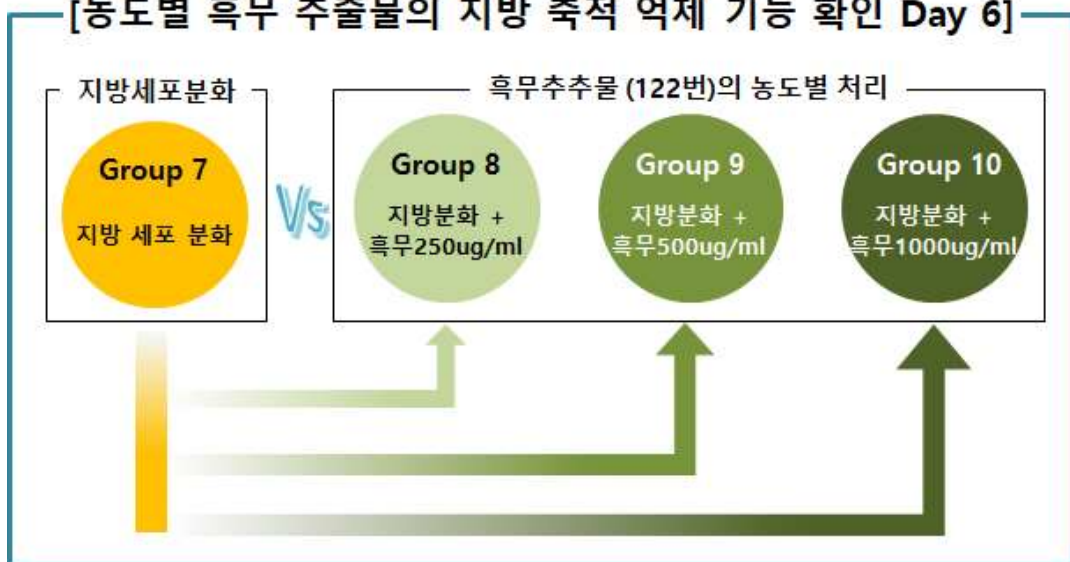 [농도별 흑무 추출물의 지방 축적 억제 기능 확인 Day 6]
지방세포분화
흑무추추물 (122번)의 농도별 처리
Group 7
지방 세포 분화
Vs
Group 8
지방분화 +
흑무250ug/ml
Group 9
지방분화 +
흑무500ug/ml
Group 10
지방분화 +
흑무1000ug/ml